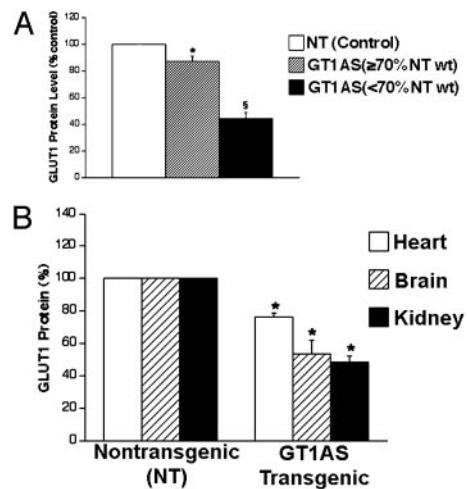 A
GLUT1 Protein Level (% control)
120
100
80
60
40
20
0
*
§
NT (Control)
GT1AS(≥70%NT wt)
GT1AS(<70%NT wt)
B
GLUT1 Protein (%)
140
120
100
80
60
40
20
0
*
*
*
Heart
Brain
Kidney
Nontransgenic
(NT)
GT1AS
Transgenic